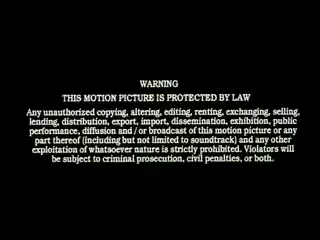 WARNING
THIS MOTION PICTURE IS PROTECTED BY LAW
Any unauthorized copying, altering, editing, renting, exchanging, selling,
lending, distribution, export, import, dissemination, exhibition, public
performance, diffusion and / or broadcast of this motion picture or any
part thereof (including but not limited to soundtrack) and any other
exploitation of whatsoever nature is strictly prohibited. Violators will
be subject to criminal prosecution, civil penalties, or both.